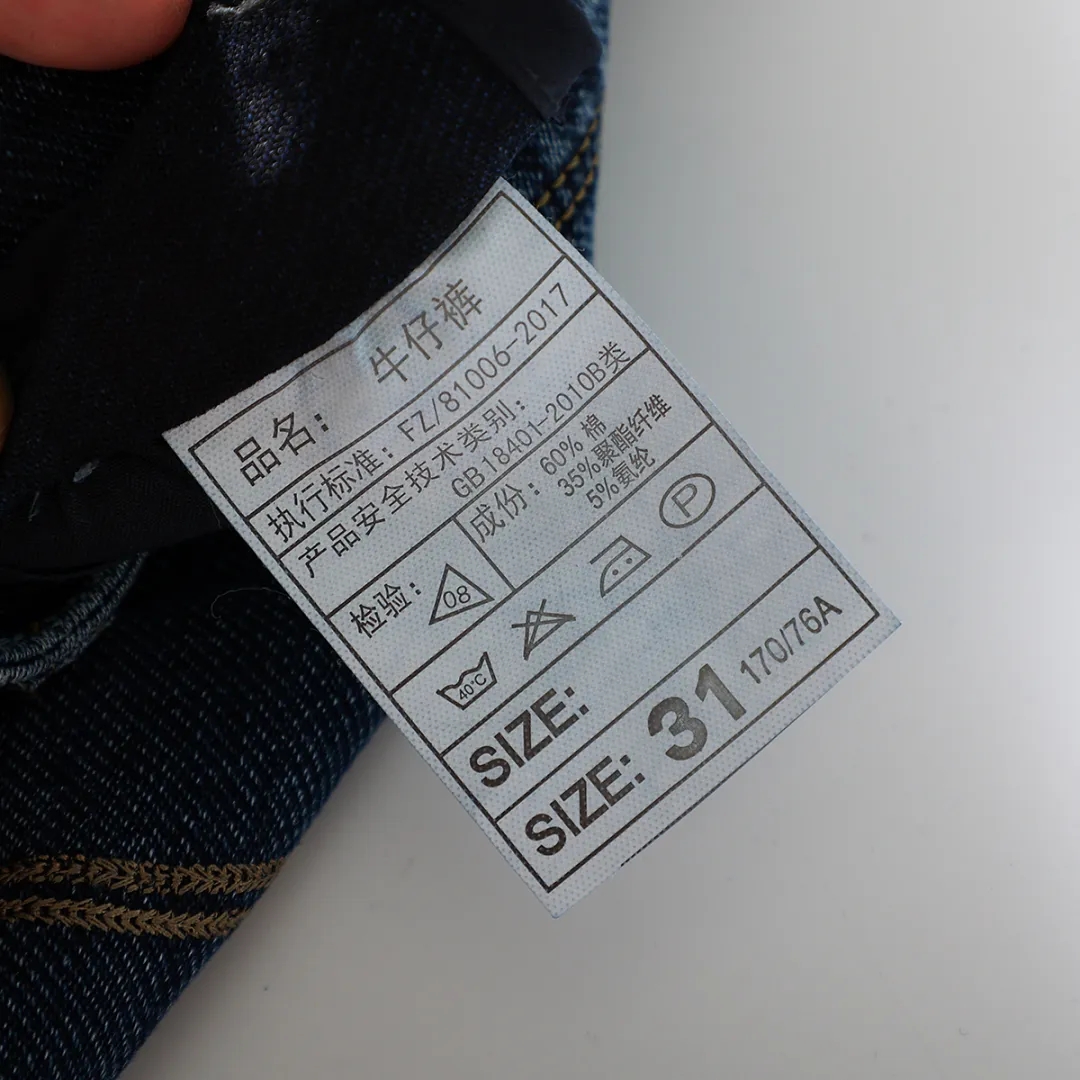 品名: 牛仔裤
执行标准: FZ/81006-2017
产品安全技术类别:
GB18401-2010B类
检验: 08
成份: 60% 棉
35%聚酯纤维
5%氨纶
40°C P
SIZE:
SIZE: 31 170/76A